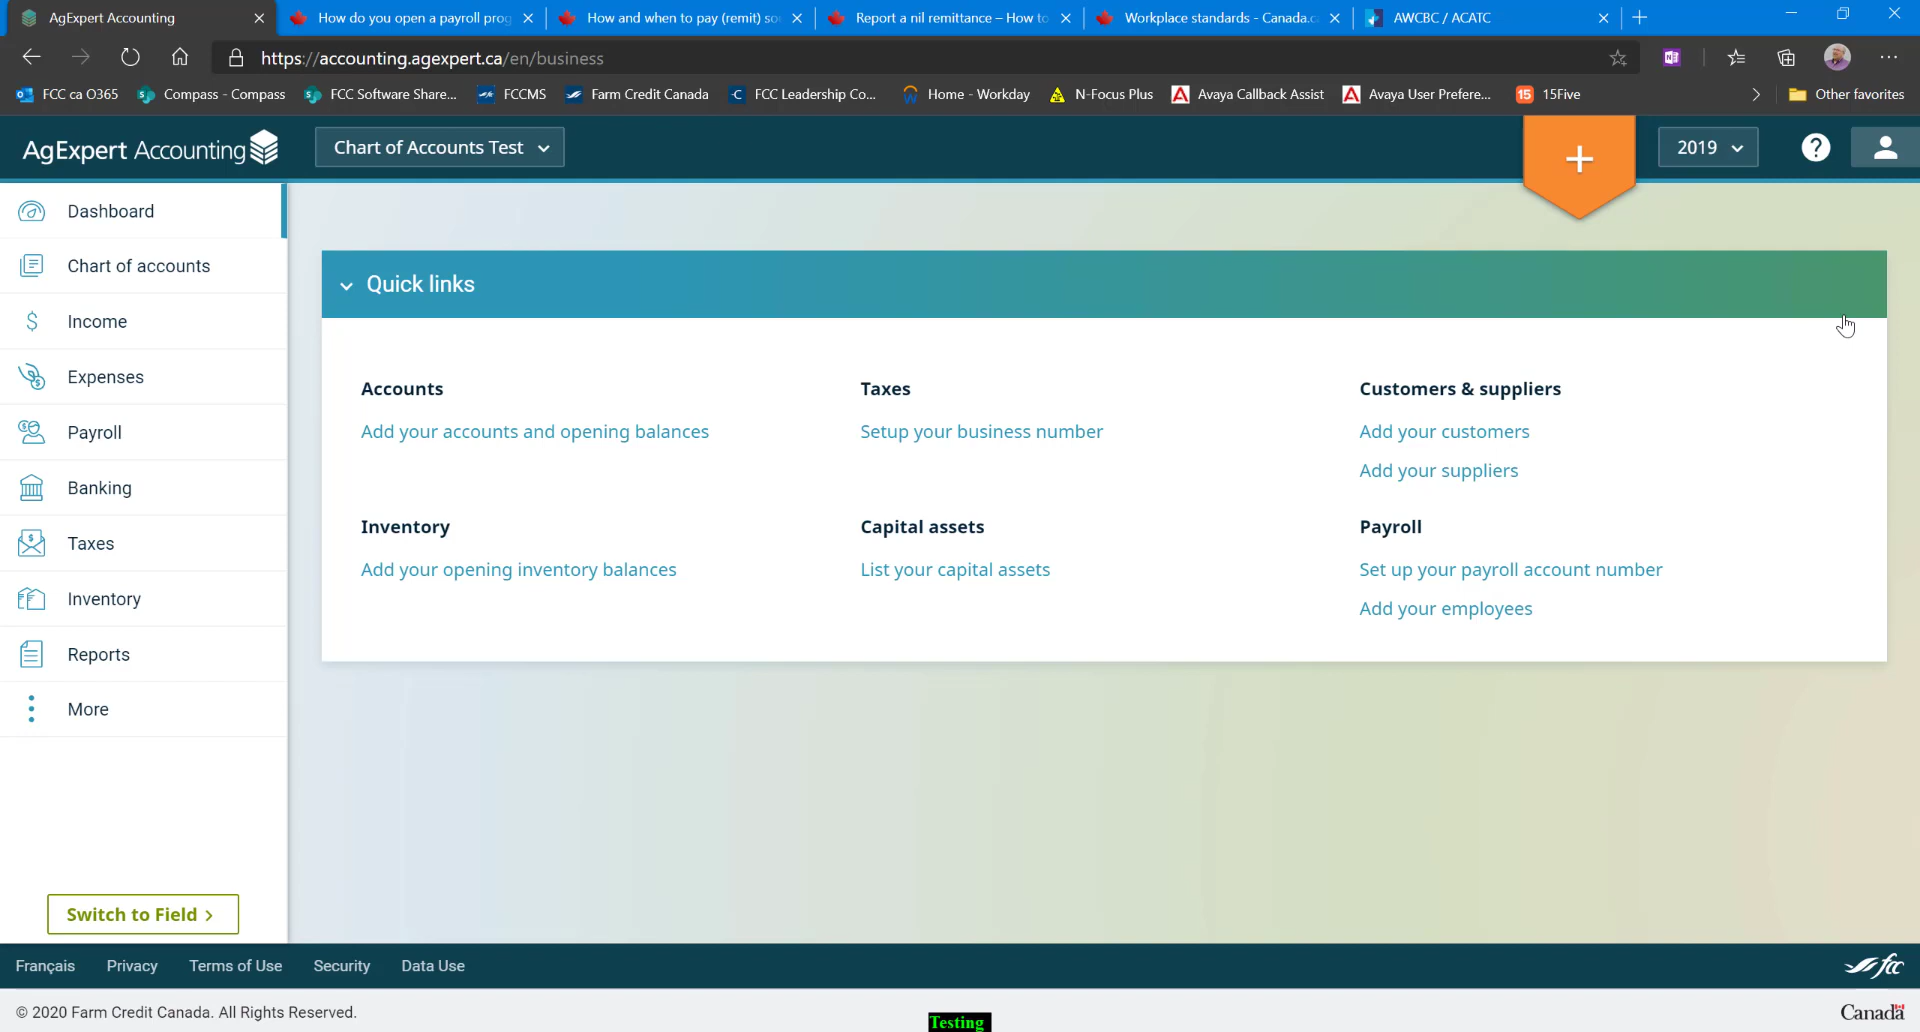 AgExpert Accounting
How do you open a payroll prog
How and when to pay (remit) so
Report a nil remittance – How to
Workplace standards - Canada.c
AWCBC / ACATC
https://accounting.agexpert.ca/en/business
FCC ca O365
Compass - Compass
FCC Software Share...
FCCMS
Farm Credit Canada
FCC Leadership Co...
Home - Workday
N-Focus Plus
Avaya Callback Assist
Avaya User Prefere...
15
15Five
Other favorites
AgExpert Accounting
Chart of Accounts Test
+
2019
?
Dashboard
Chart of accounts
Income
Expenses
Payroll
Banking
Taxes
Inventory
Reports
More
Switch to Field >
Quick links
Accounts
Add your accounts and opening balances
Taxes
Setup your business number
Customers & suppliers
Add your customers
Add your suppliers
Inventory
Add your opening inventory balances
Capital assets
List your capital assets
Payroll
Set up your payroll account number
Add your employees
Français
Privacy
Terms of Use
Security
Data Use
fcc
© 2020 Farm Credit Canada. All Rights Reserved.
Testing
Canada